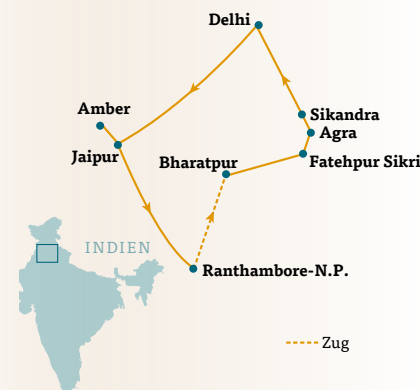 Delhi
Amber
Sikandra
Agra
Jaipur
Bharatpur
Fatehpur Sikri
INDIEN
Ranthambore-N.P.
Zug